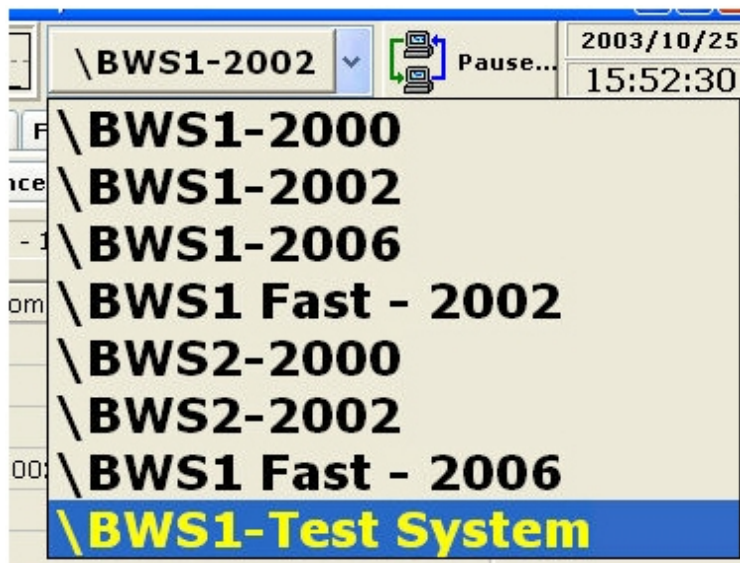 \BWS1-2002
Pause...
2003/10/25
15:52:30
\BWS1-2000
\BWS1-2002
\BWS1-2006
\BWS1 Fast - 2002
\BWS2-2000
\BWS2-2002
\BWS1 Fast - 2006
\BWS1-Test System